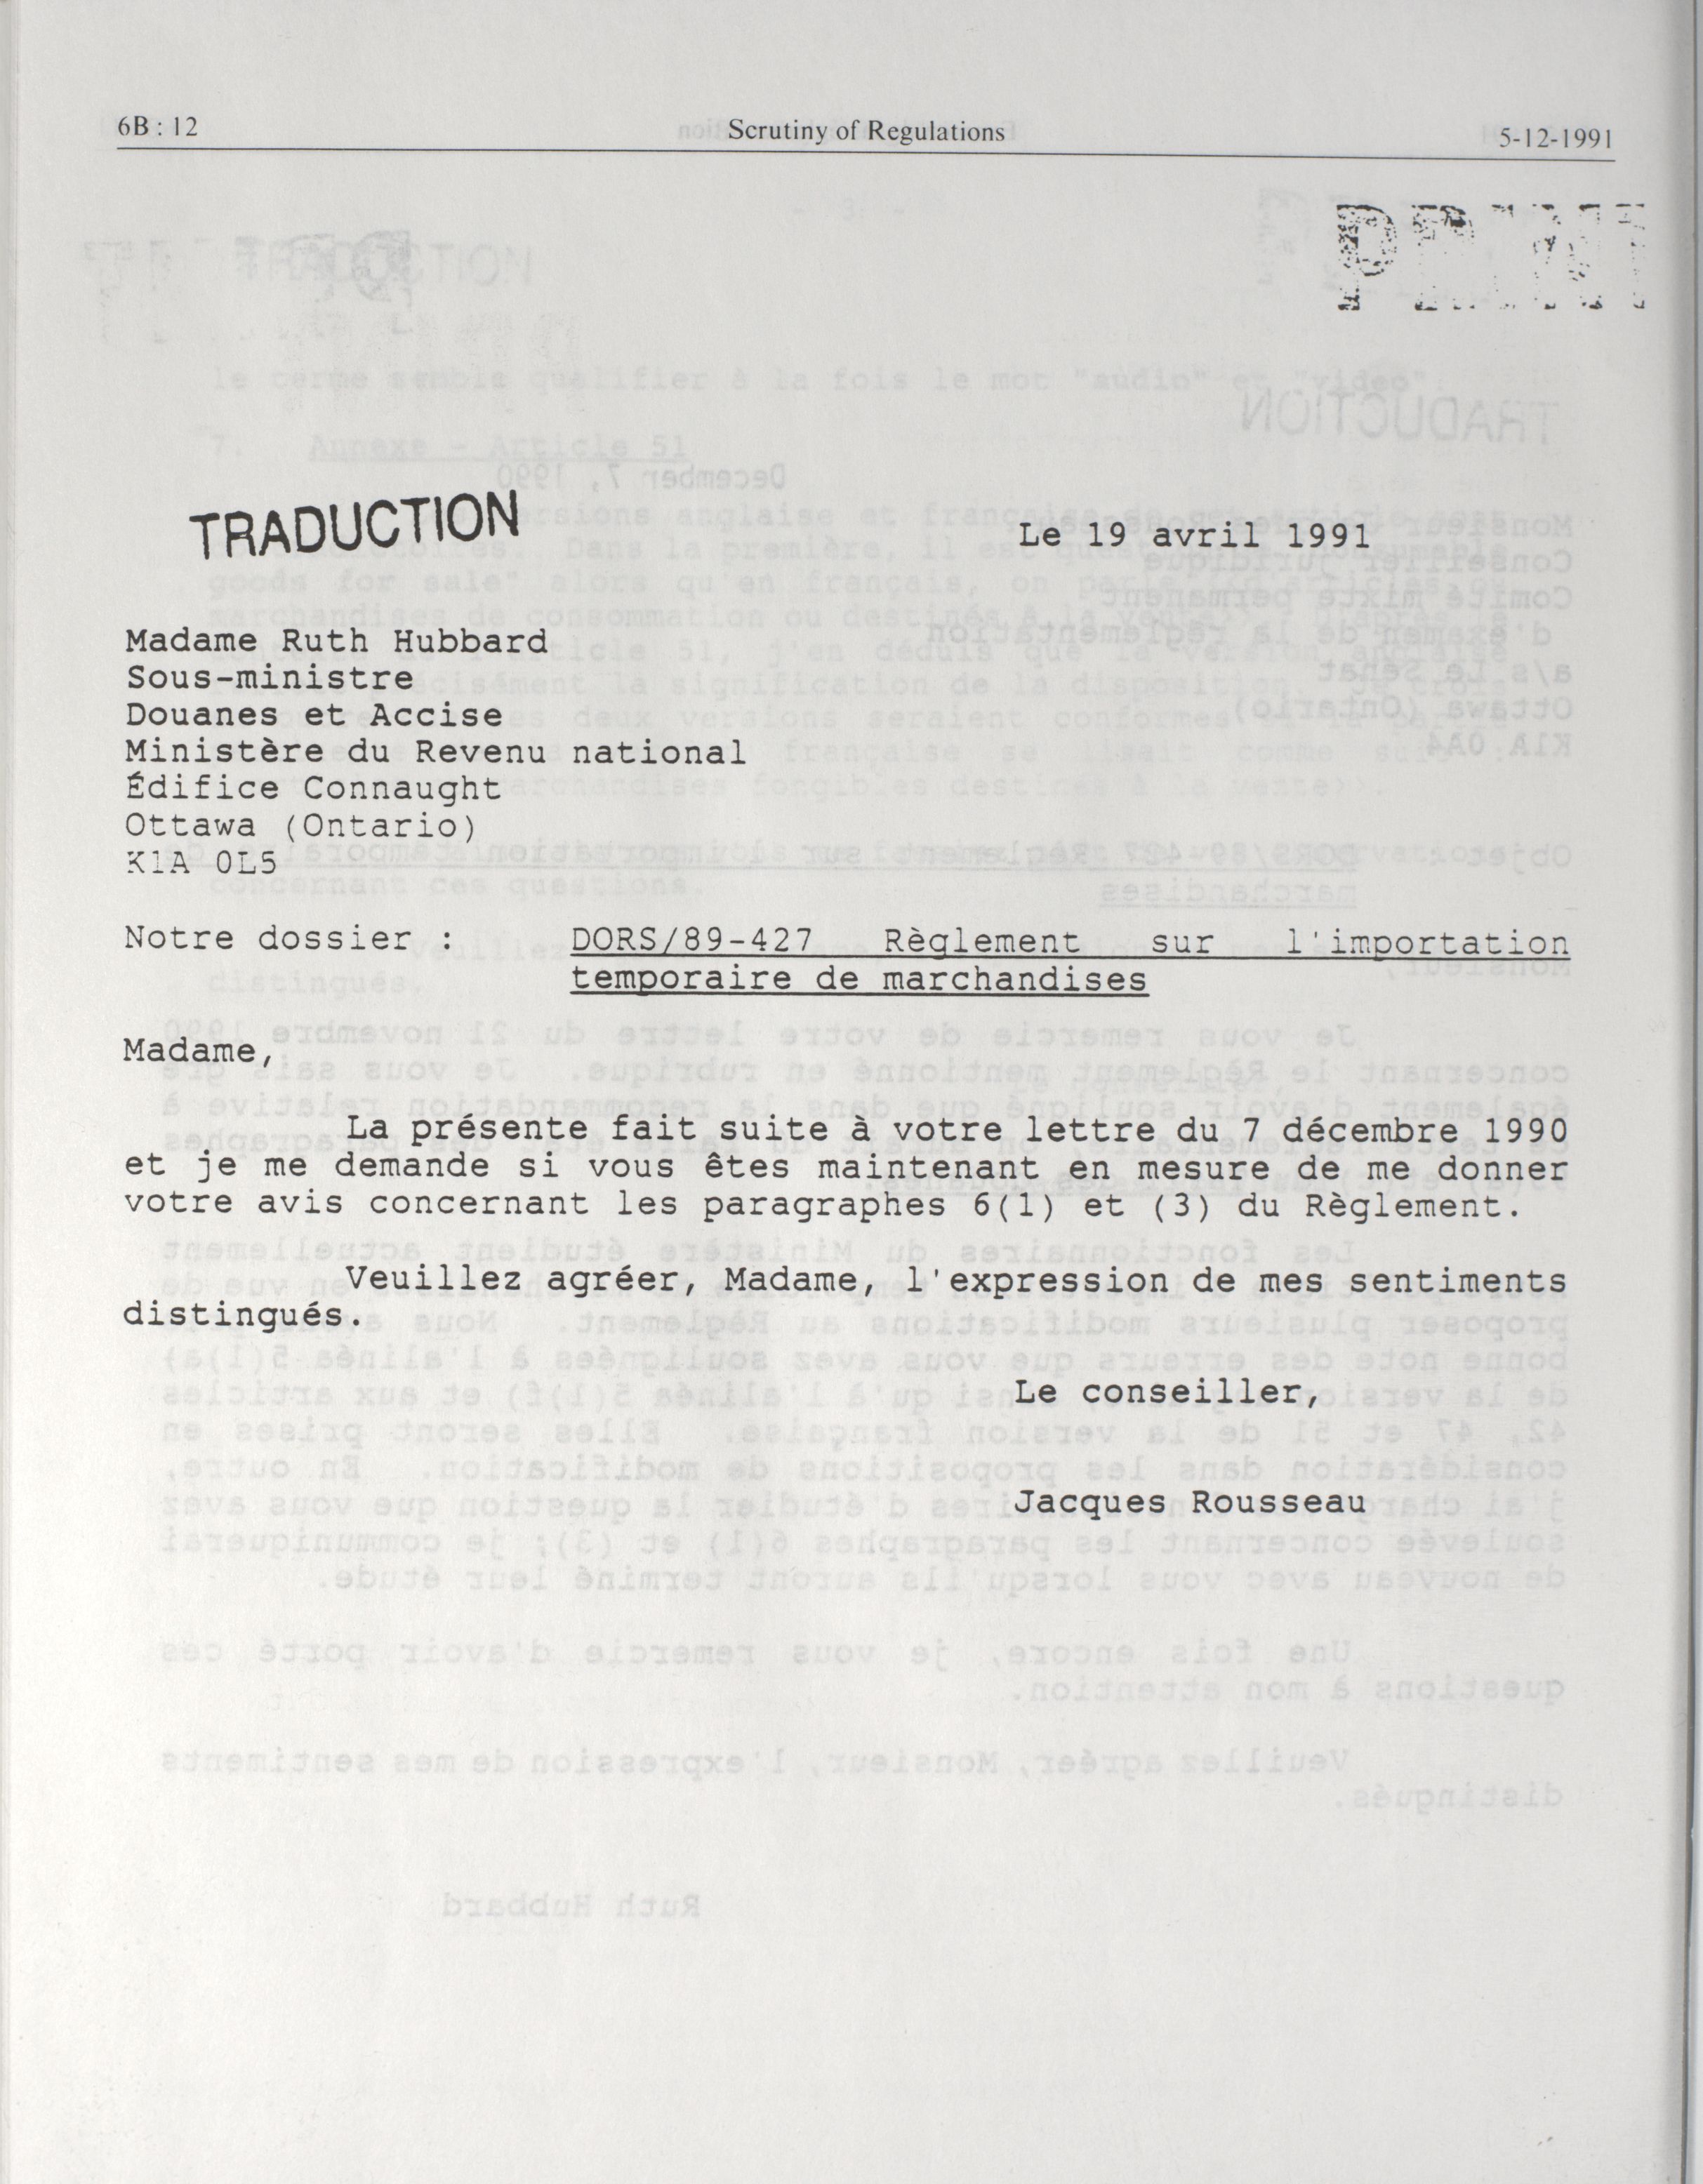 6B : 12 Scrutiny of Regulations 5-12-1991
TRADUCTION
Le 19 avril 1991
Madame Ruth Hubbard
Sous-ministre
Douanes et Accise
Ministère du Revenu national
Édifice Connaught
Ottawa (Ontario)
K1A 0L5
Notre dossier : DORS/89-427 Règlement sur l'importation
temporaire de marchandises
Madame,
La présente fait suite à votre lettre du 7 décembre 1990
et je me demande si vous êtes maintenant en mesure de me donner
votre avis concernant les paragraphes 6(1) et (3) du Règlement.
Veuillez agréer, Madame, l'expression de mes sentiments
distingués.
Le conseiller,
Jacques Rousseau